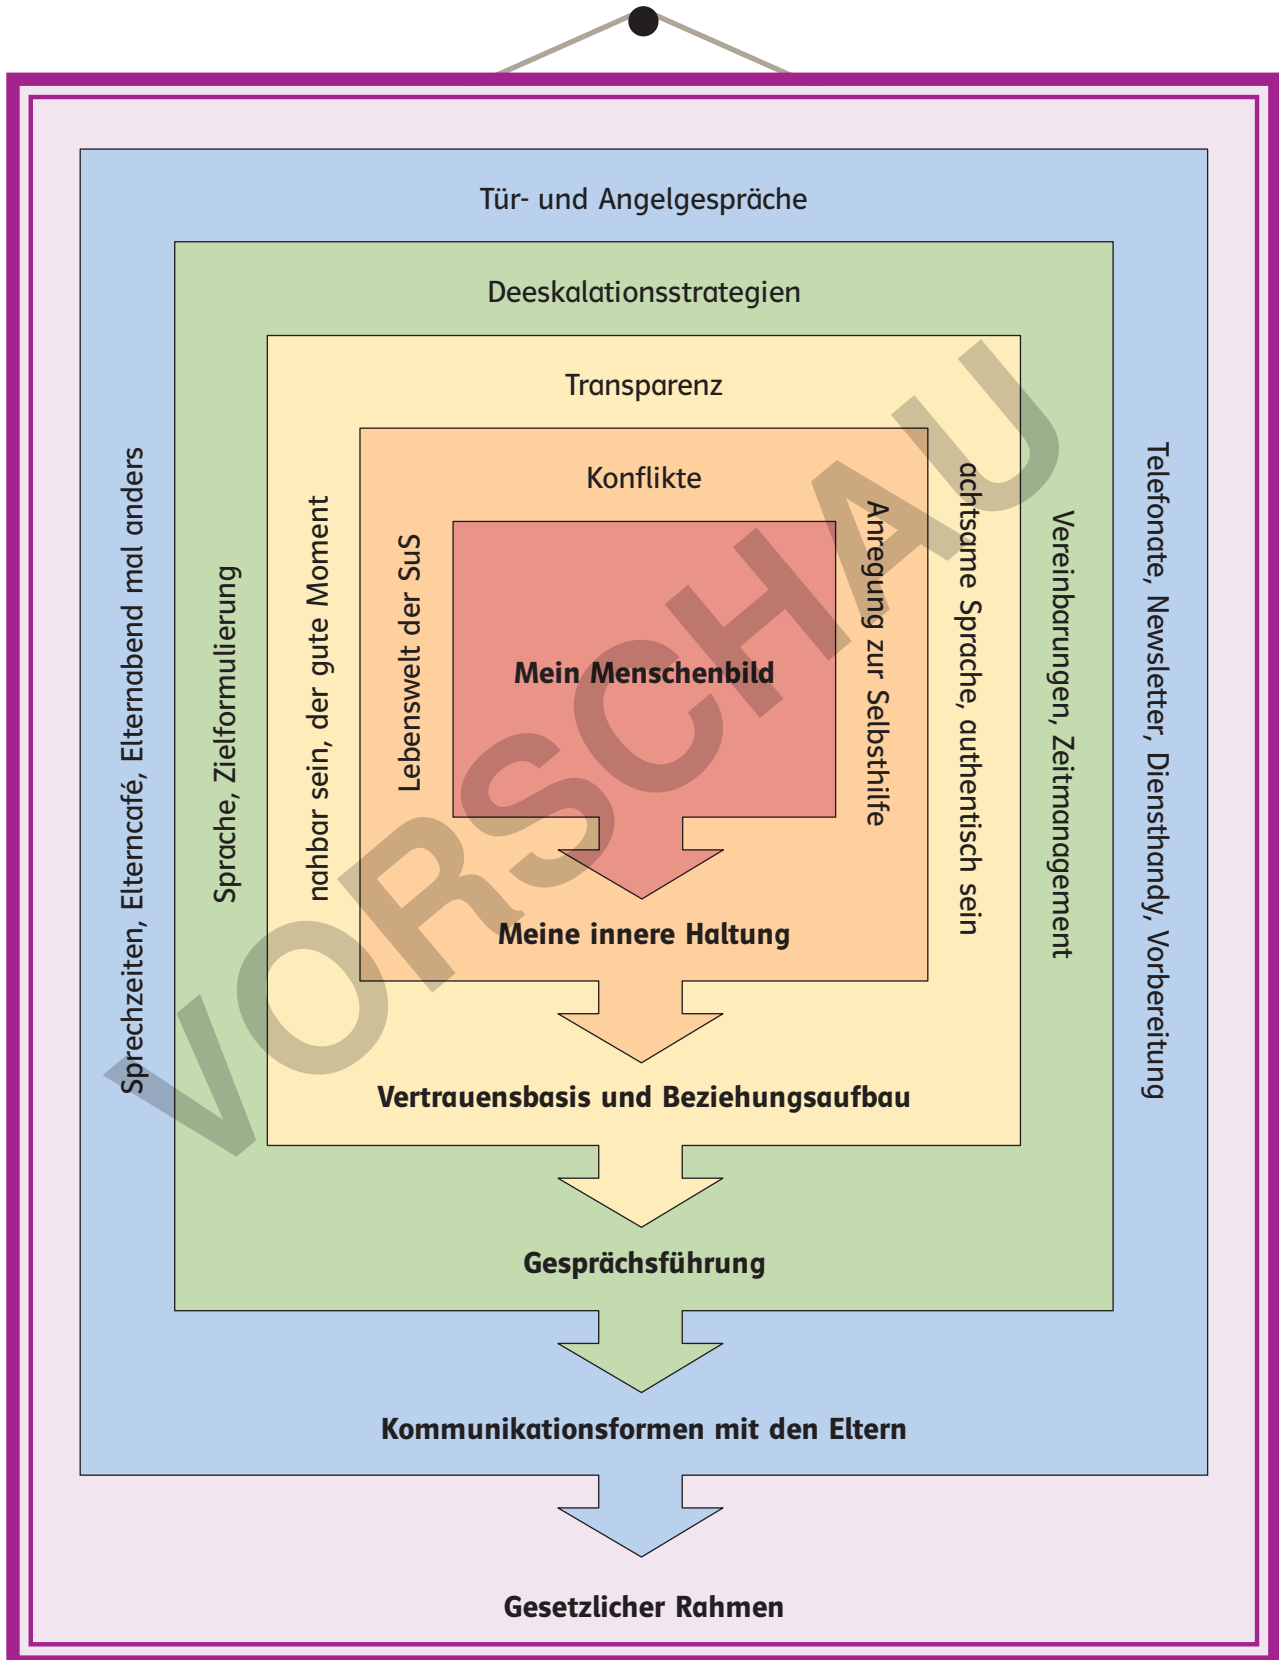 Tür- und Angelgespräche
Deeskalationsstrategien
Transparenz
Konflikte
Sprechzeiten, Elterncafé, Elternabend mal anders
Sprache, Zielformulierung
nahbar sein, der gute Moment
Lebenswelt der SuS
Mein Menschenbild
Anregung zur Selbsthilfe
achtsame Sprache, authentisch sein
Vereinbarungen, Zeitmanagement
Telefonate, Newsletter, Diensthandy, Vorbereitung
Meine innere Haltung
Vertrauensbasis und Beziehungsaufbau
Gesprächsführung
Kommunikationsformen mit den Eltern
Gesetzlicher Rahmen
VORSCHAU